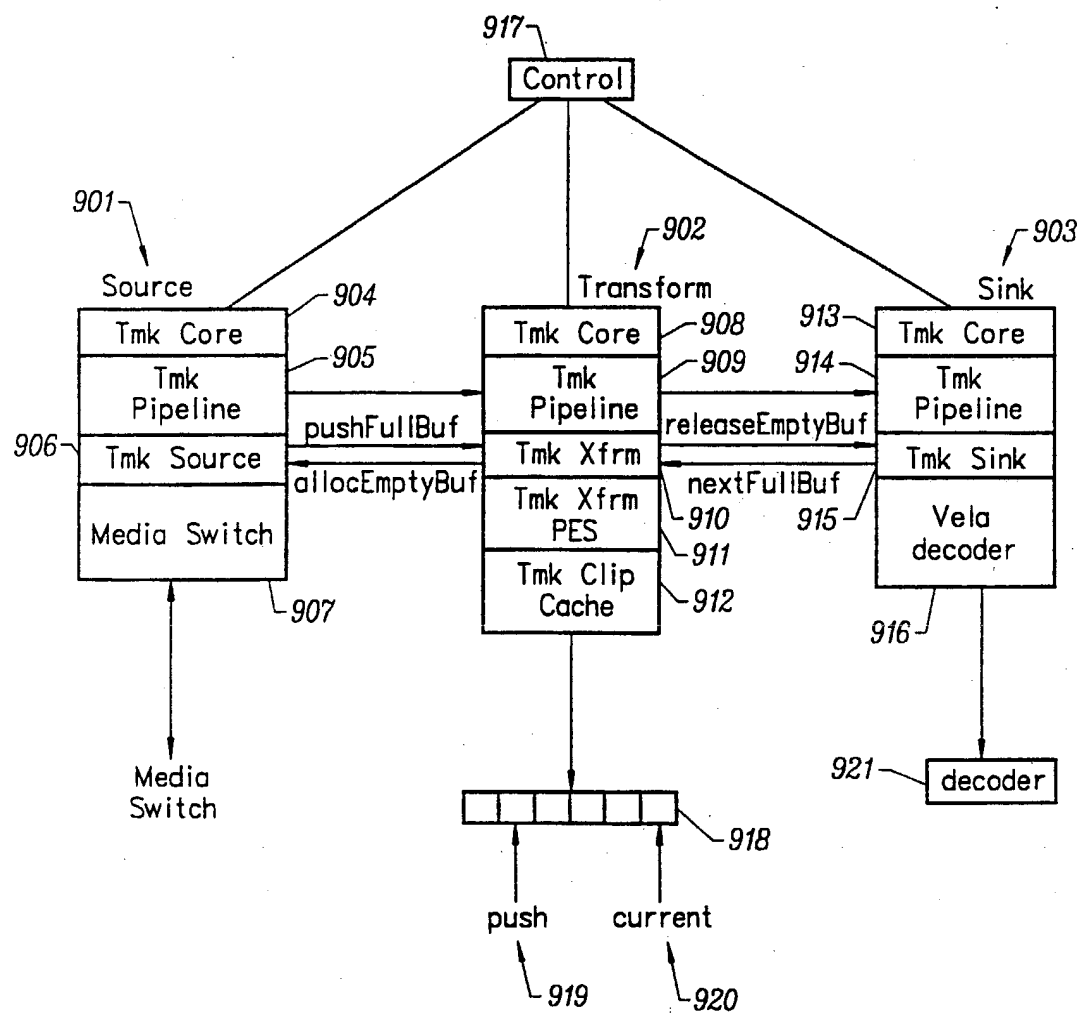 917
Control
901
902
903
Source
Transform
Sink
904
Tmk Core
Tmk Core
908
913
Tmk Core
905
Tmk
Pipeline
909
Tmk
Pipeline
914
Tmk
Pipeline
906
pushFullBuf
releaseEmptyBuf
Tmk Source
Tmk Xfrm
Tmk Sink
allocEmptyBuf
nextFullBuf
910
915
Media Switch
Tmk Xfrm
PES
911
Vela
decoder
907
Tmk Clip
Cache
912
916
Media
Switch
921
decoder
918
push
current
919
920